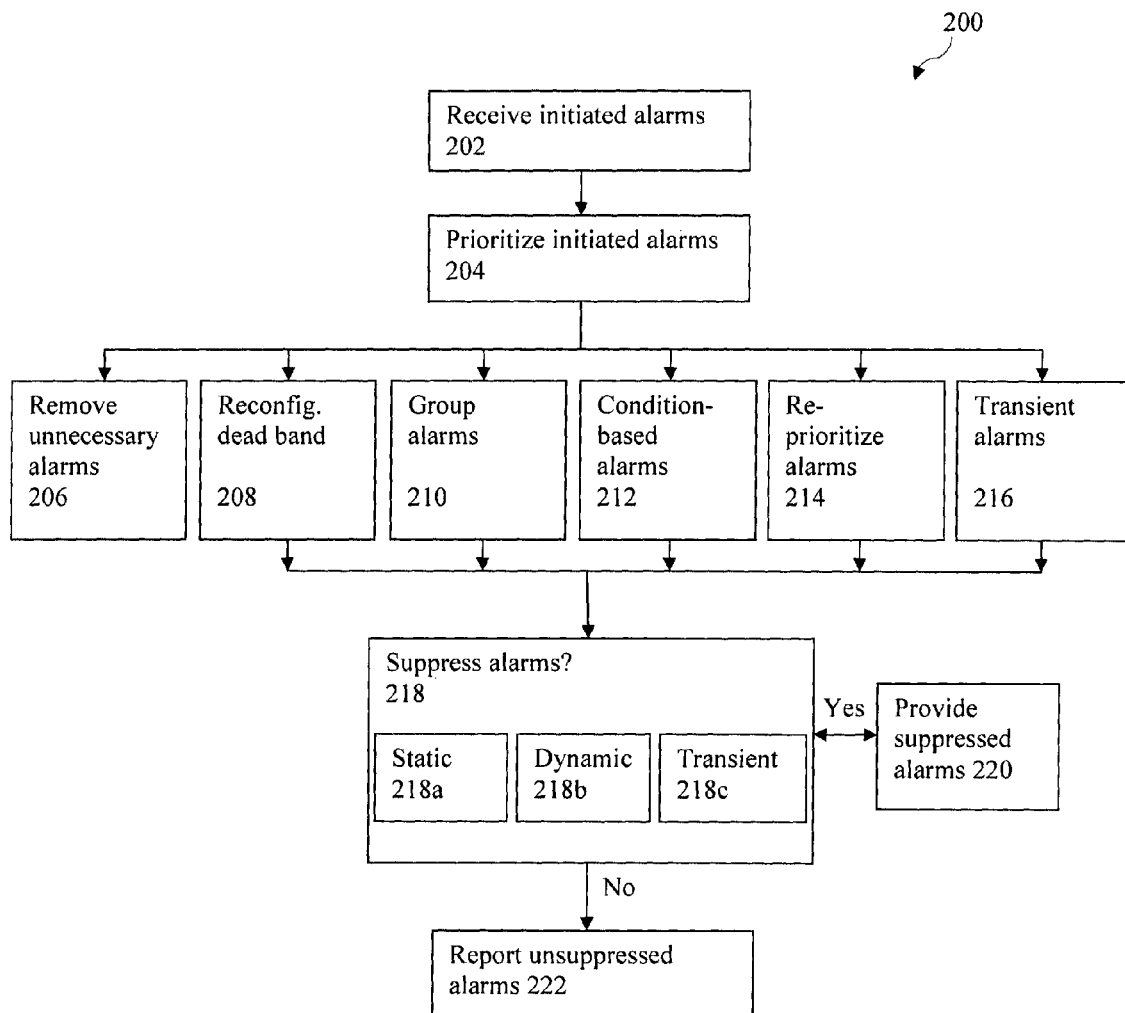 200
Receive initiated alarms
202
Prioritize initiated alarms
204
Remove
unnecessary
alarms
206
Reconfig.
dead band
208
Group
alarms
210
Condition-
based
alarms
212
Re-
prioritize
alarms
214
Transient
alarms
216
Suppress alarms?
218
Static
218a
Dynamic
218b
Transient
218c
Yes
Provide
suppressed
alarms 220
No
Report unsuppressed
alarms 222